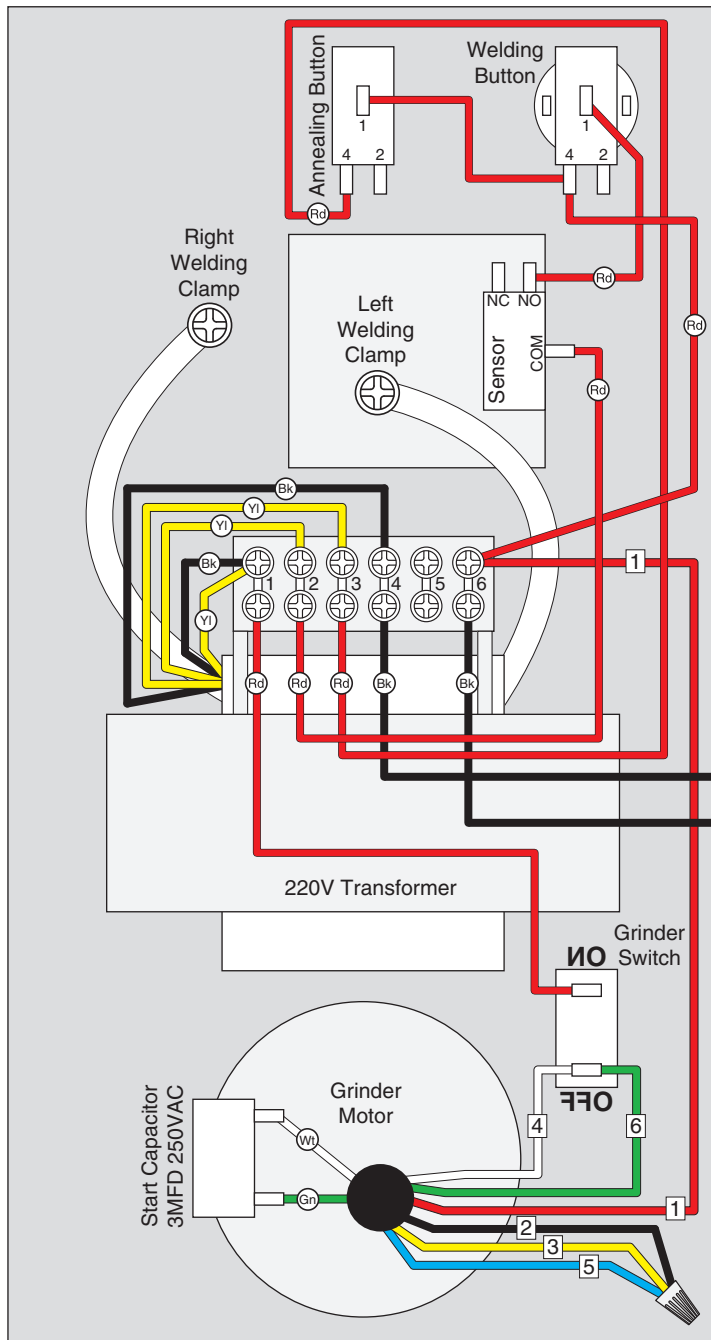 Welding
Button
Annealing Button
1
4 2
1
4 2
Rd
Rd
Rd
Rd
Right
Welding
Clamp
Left
Welding
Clamp
NC NO
COM
Sensor
Bk
Yl
Yl
Bk
Yl
1 2 3 4 5 6
1
Rd Rd Rd Bk Bk
220V Transformer
Grinder
Switch
ON
OFF
Grinder
Motor
Start Capacitor
3MFD 250VAC
Wt
Gn
4
6
1
2
3
5